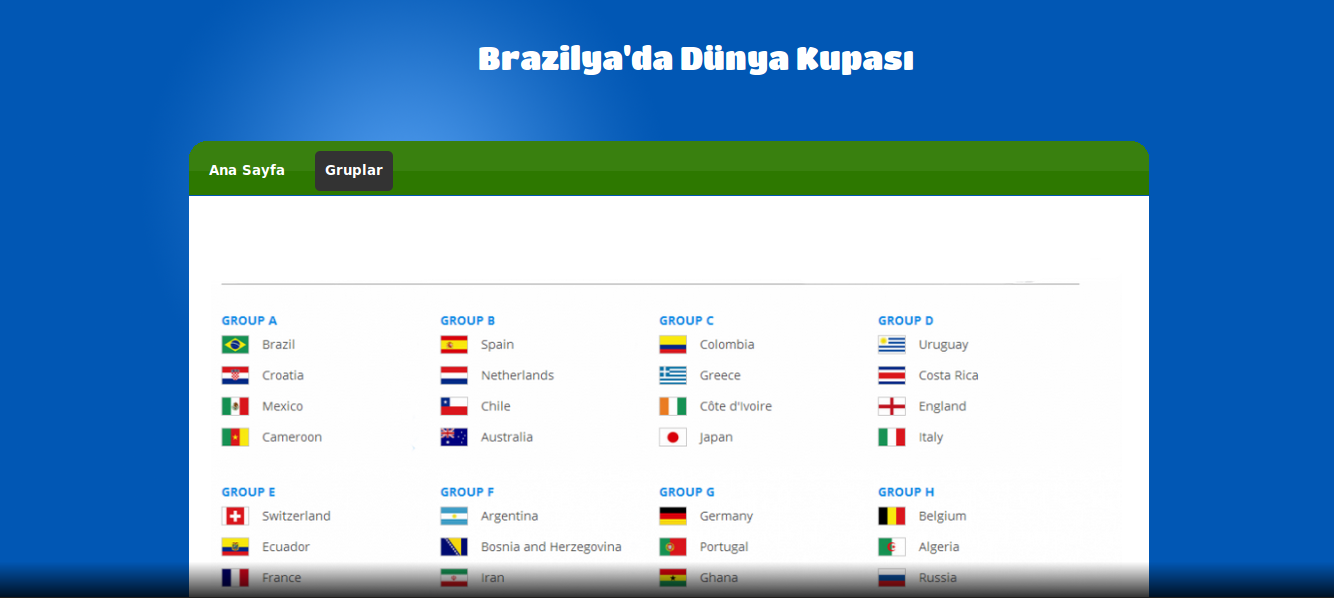 Brazilya'da Dünya Kupası
Ana Sayfa Gruplar
GROUP A GROUP B GROUP C GROUP D
Brazil Spain Colombia Uruguay
Croatia Netherlands Greece Costa Rica
Mexico Chile Côte d'Ivoire England
Cameroon Australia Japan Italy
GROUP E GROUP F GROUP G GROUP H
Switzerland Argentina Germany Belgium
Ecuador Bosnia and Herzegovina Portugal Algeria
France Iran Ghana Russia